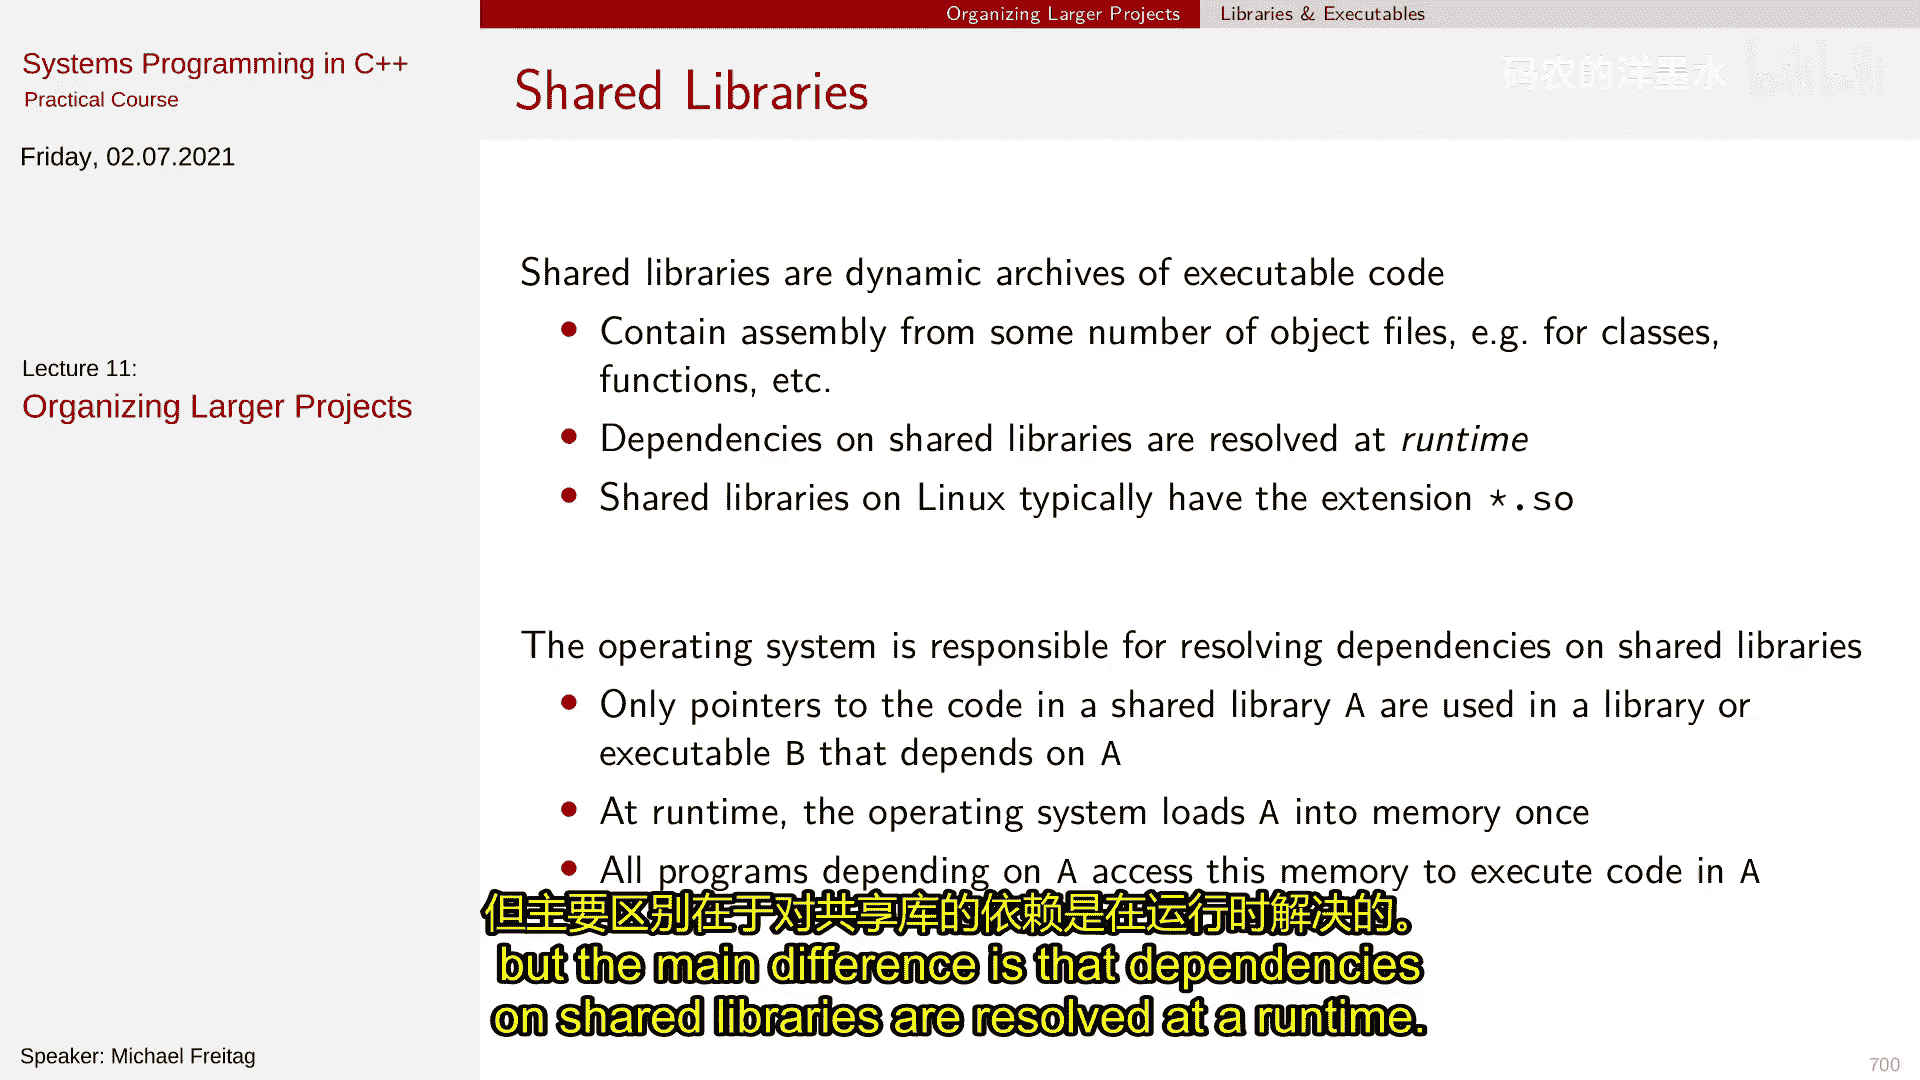 Organizing Larger Projects
Libraries & Executables
Systems Programming in C++
Practical Course
Friday, 02.07.2021
Lecture 11:
Organizing Larger Projects
Speaker: Michael Freitag
Shared Libraries
码农的洋墨水 bilibili
Shared libraries are dynamic archives of executable code
• Contain assembly from some number of object files, e.g. for classes,
functions, etc.
• Dependencies on shared libraries are resolved at runtime
• Shared libraries on Linux typically have the extension *.so
The operating system is responsible for resolving dependencies on shared libraries
• Only pointers to the code in a shared library A are used in a library or
executable B that depends on A
• At runtime, the operating system loads A into memory once
• All programs depending on A access this memory to execute code in A
但主要区别在于对共享库的依赖是在运行时解决的。
but the main difference is that dependencies
on shared libraries are resolved at a runtime.
700